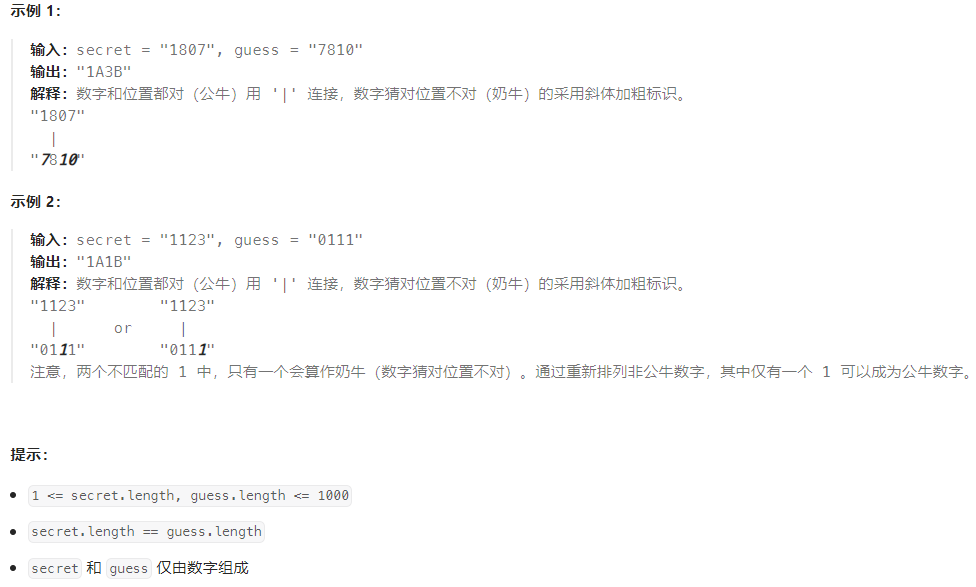 示例 1：
输入：secret = "1807", guess = "7810"
输出："1A3B"
解释：数字和位置都对（公牛）用 '|' 连接，数字猜对位置不对（奶牛）的采用斜体加粗标识。
"1807"
|
"7810"
示例 2：
输入：secret = "1123", guess = "0111"
输出："1A1B"
解释：数字和位置都对（公牛）用 '|' 连接，数字猜对位置不对（奶牛）的采用斜体加粗标识。
"1123" "1123"
| or |
"0111" "0111"
注意，两个不匹配的 1 中，只有一个会算作奶牛（数字猜对位置不对）。通过重新排列非公牛数字，其中仅有一个 1 可以成为公牛数字。
提示：
• 1 <= secret.length, guess.length <= 1000
• secret.length == guess.length
• secret 和 guess 仅由数字组成